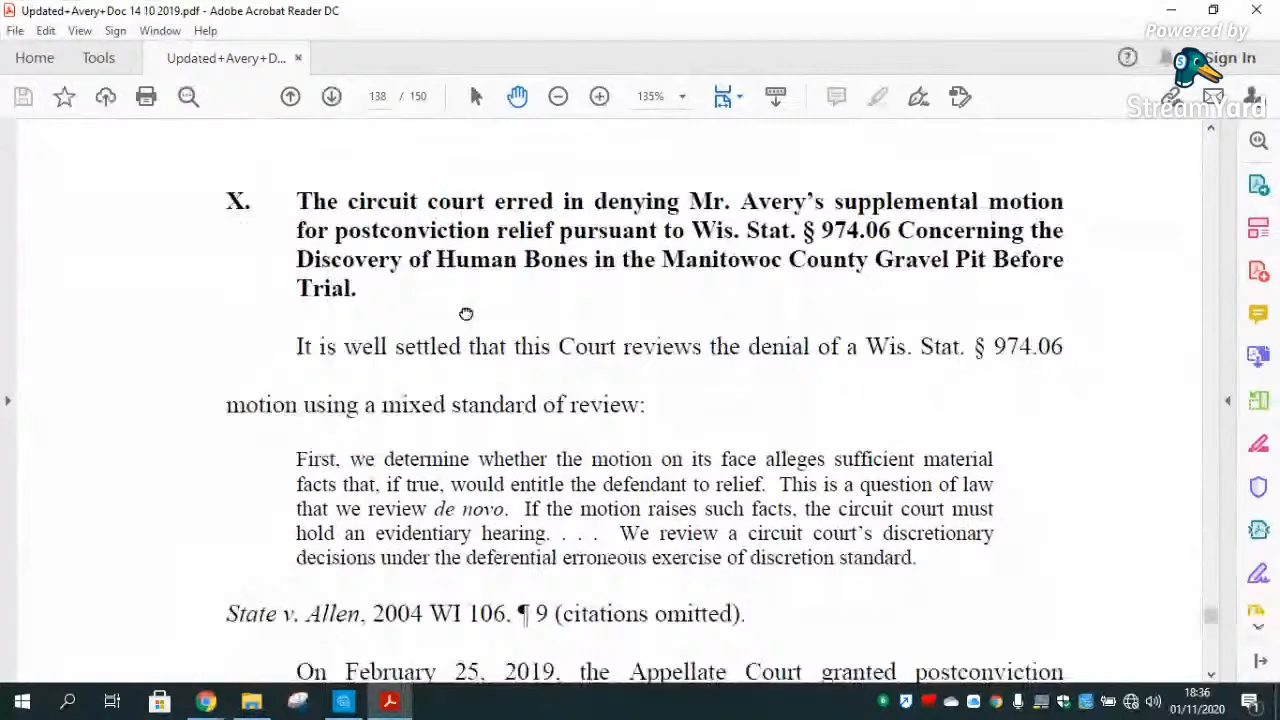 Updated+Avery+Doc 14 10 2019.pdf - Adobe Acrobat Reader DC
File Edit View Sign Window Help
Powered by
Home Tools Updated+Avery+D... × Sign In
138 / 150 135%
StreamYard
X. The circuit court erred in denying Mr. Avery's supplemental motion
for postconviction relief pursuant to Wis. Stat. § 974.06 Concerning the
Discovery of Human Bones in the Manitowoc County Gravel Pit Before
Trial.
It is well settled that this Court reviews the denial of a Wis. Stat. § 974.06
motion using a mixed standard of review:
First, we determine whether the motion on its face alleges sufficient material
facts that, if true, would entitle the defendant to relief. This is a question of law
that we review de novo. If the motion raises such facts, the circuit court must
hold an evidentiary hearing. . . . We review a circuit court's discretionary
decisions under the deferential erroneous exercise of discretion standard.
State v. Allen, 2004 WI 106, ¶ 9 (citations omitted).
On February 25, 2019, the Appellate Court granted postconviction
18:36
01/11/2020